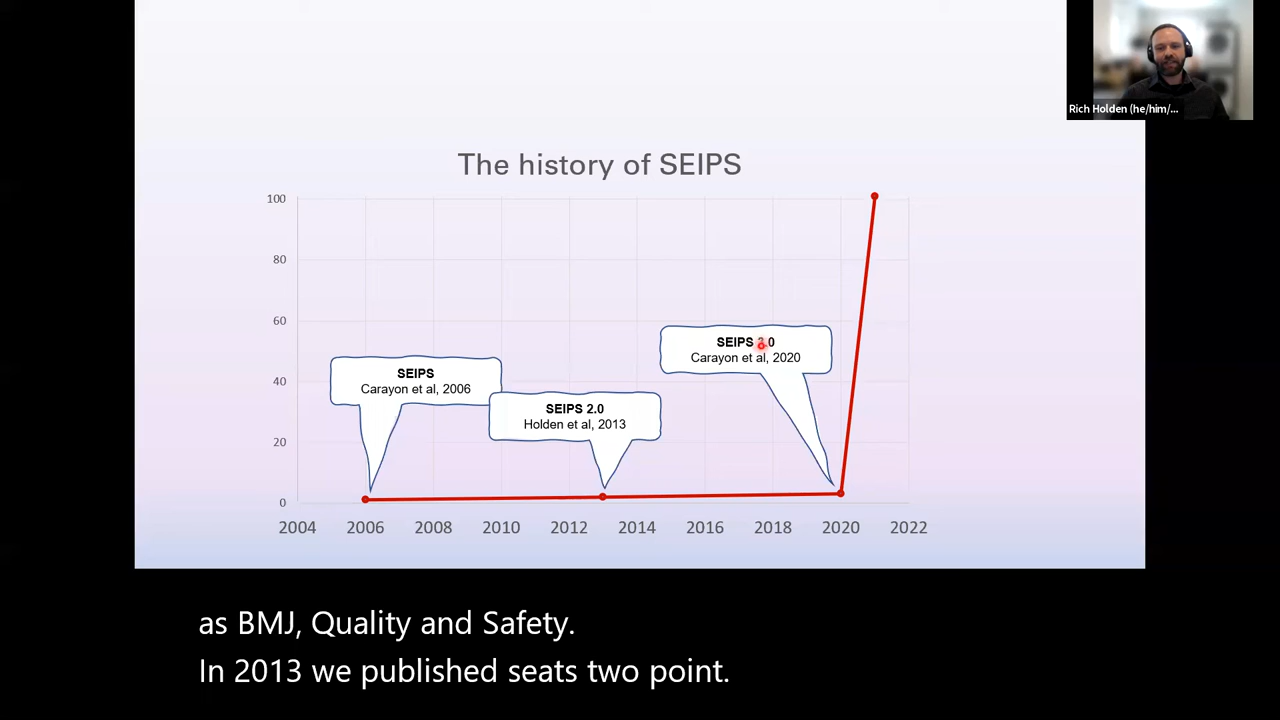 Rich Holden (he/him/...
The history of SEIPS
100
80
60
40
20
0
SEIPS
Carayon et al, 2006
SEIPS 2.0
Holden et al, 2013
SEIPS 3.0
Carayon et al, 2020
2004 2006 2008 2010 2012 2014 2016 2018 2020 2022
as BMJ, Quality and Safety.
In 2013 we published seats two point.